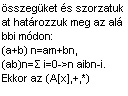 összegüket és szorzatuk
at határozzuk meg az alá
bbi módon:
(a+b) n=am+bn,
(ab)n=Σ i=0->n aibn-i.
Ekkor az (A[x],+,*)